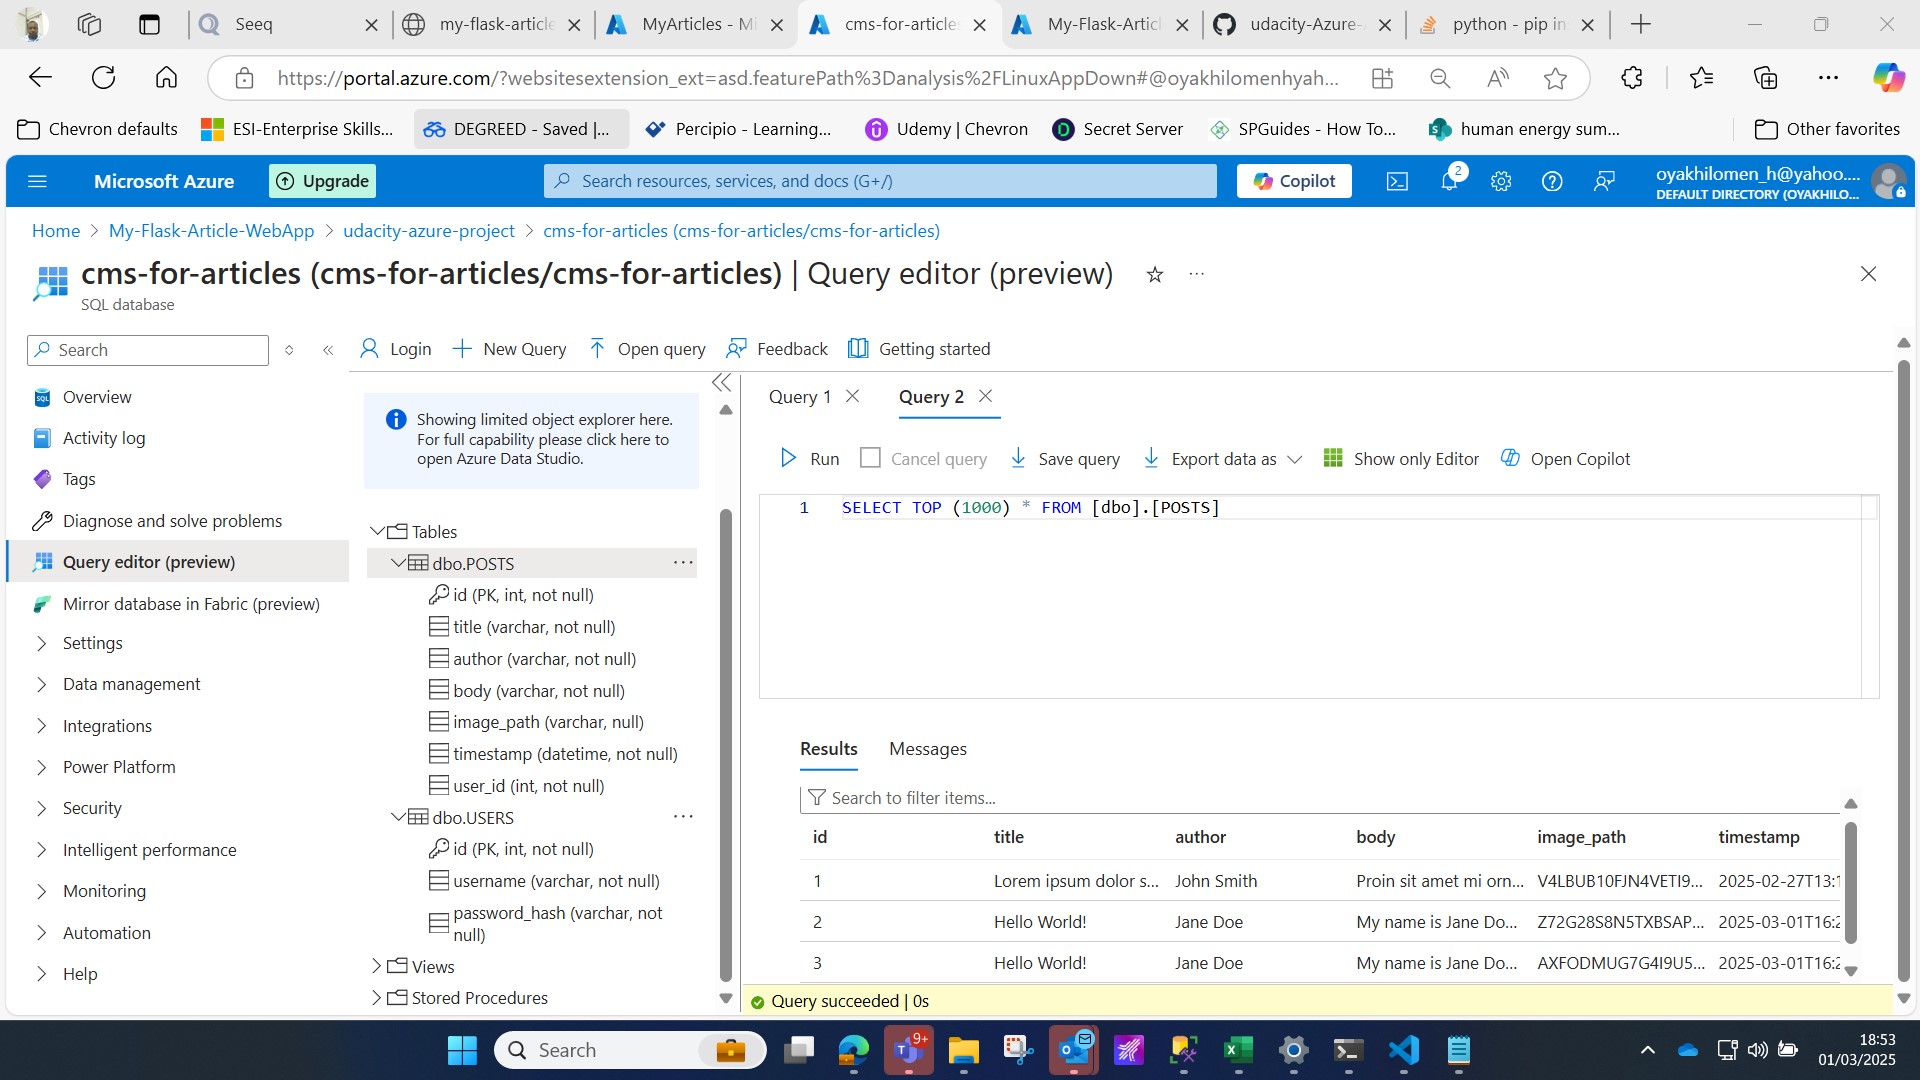 Seeq
my-flask-article
MyArticles - Mi
cms-for-articles
My-Flask-Articl
udacity-Azure-
python - pip in
https://portal.azure.com/?websitesextension_ext=asd.featurePath%3Danalysis%2FLinuxAppDown#@oyakhilomenhyah...
Chevron defaults
ESI-Enterprise Skills...
DEGREED - Saved |...
Percipio - Learning...
Udemy | Chevron
Secret Server
SPGuides - How To...
human energy sum...
Other favorites
Microsoft Azure
Upgrade
Search resources, services, and docs (G+/)
Copilot
2
oyakhilomen_h@yahoo....
DEFAULT DIRECTORY (OYAKHILO...
Home > My-Flask-Article-WebApp > udacity-azure-project > cms-for-articles (cms-for-articles/cms-for-articles)
cms-for-articles (cms-for-articles/cms-for-articles) | Query editor (preview)
SQL database
Search
Overview
Activity log
Tags
Diagnose and solve problems
Query editor (preview)
Mirror database in Fabric (preview)
Settings
Data management
Integrations
Power Platform
Security
Intelligent performance
Monitoring
Automation
Help
Login
New Query
Open query
Feedback
Getting started
Showing limited object explorer here.
For full capability please click here to
open Azure Data Studio.
Tables
dbo.POSTS
id (PK, int, not null)
title (varchar, not null)
author (varchar, not null)
body (varchar, not null)
image_path (varchar, null)
timestamp (datetime, not null)
user_id (int, not null)
dbo.USERS
id (PK, int, not null)
username (varchar, not null)
password_hash (varchar, not
null)
Views
Stored Procedures
Query 1
Query 2
Run
Cancel query
Save query
Export data as
Show only Editor
Open Copilot
1 SELECT TOP (1000) * FROM [dbo].[POSTS]
Results
Messages
Search to filter items...
id title author body image_path timestamp
1 Lorem ipsum dolor s... John Smith Proin sit amet mi orn... V4LBUB10FJN4VETI9... 2025-02-27T13:1
2 Hello World! Jane Doe My name is Jane Do... Z72G28S8N5TXBSAP... 2025-03-01T16:2
3 Hello World! Jane Doe My name is Jane Do... AXFODMUG7G4I9U5... 2025-03-01T16:2
Query succeeded | 0s
Search
9+
18:53
01/03/2025